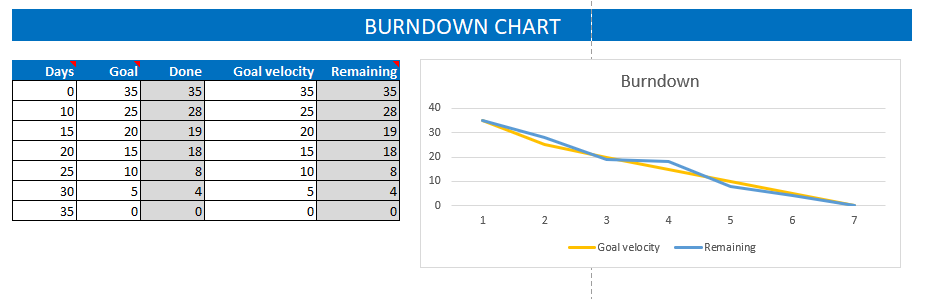 BURNDOWN CHART
Days Goal Done Goal velocity Remaining
0 35 35 35 35
10 25 28 25 28
15 20 19 20 19
20 15 18 15 18
25 10 8 10 8
30 5 4 5 4
35 0 0 0 0
Burndown
40
30
20
10
0
1 2 3 4 5 6 7
Goal velocity Remaining